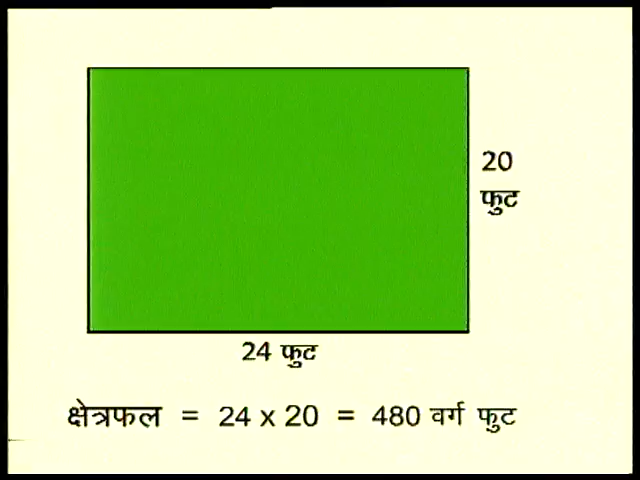 20
फुट
24 फुट
क्षेत्रफल = 24 x 20 = 480 वर्ग फुट